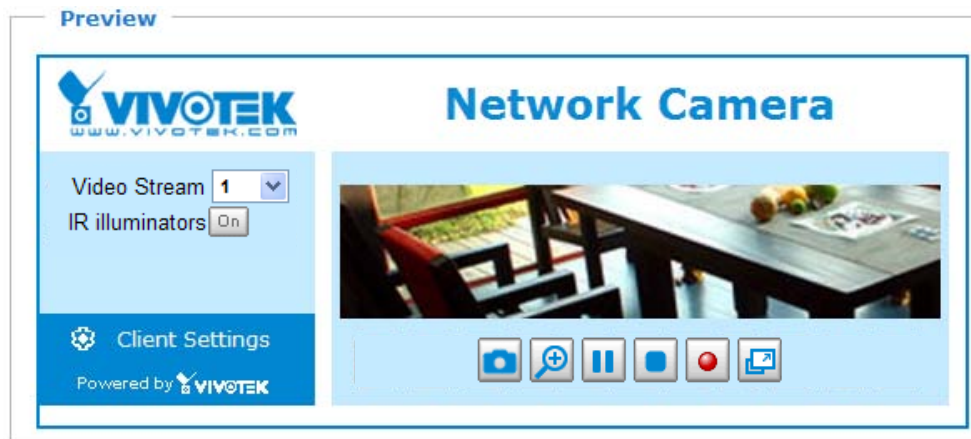 Preview
VIVOTEK
www.vivotek.com
Network Camera
Video Stream 1
IR illuminators On
Client Settings
Powered by VIVOTEK